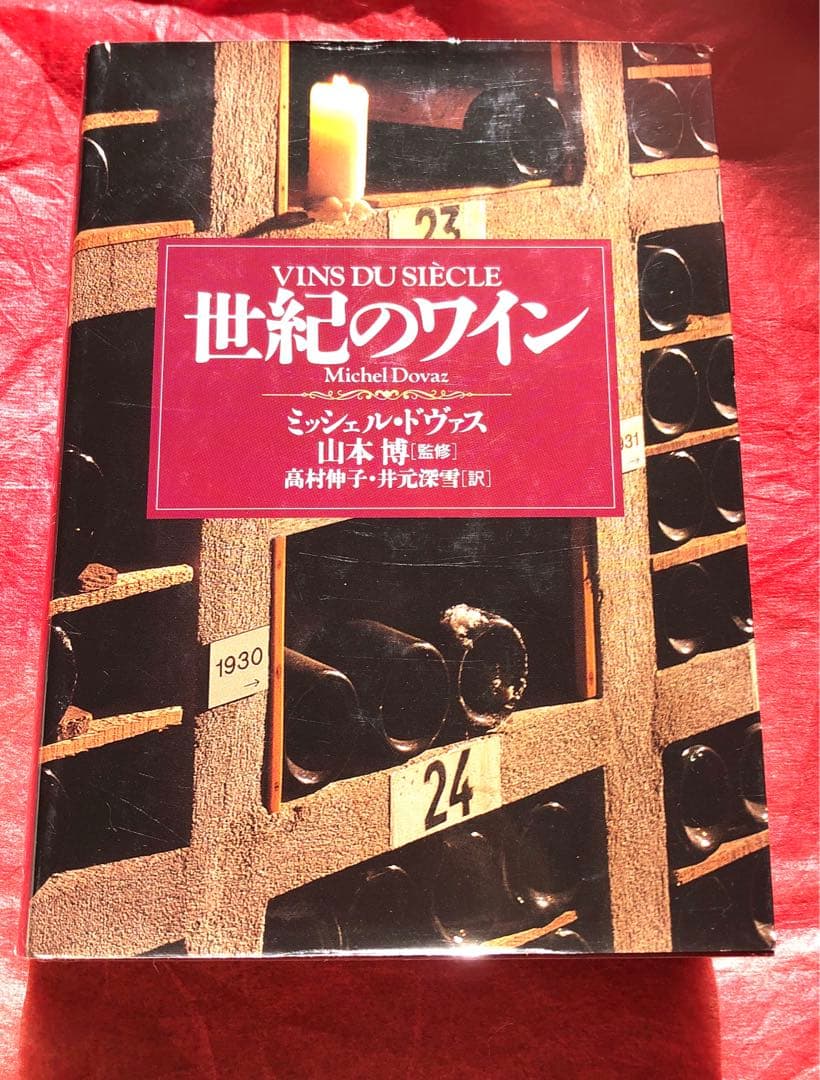 23
VINS DU SIÈCLE
世紀のワイン
Michel Dovaz
ミッシェル・ドヴァス
山本 博[監修]
高村伸子・井元深雪[訳]
931
→
1930
→
24